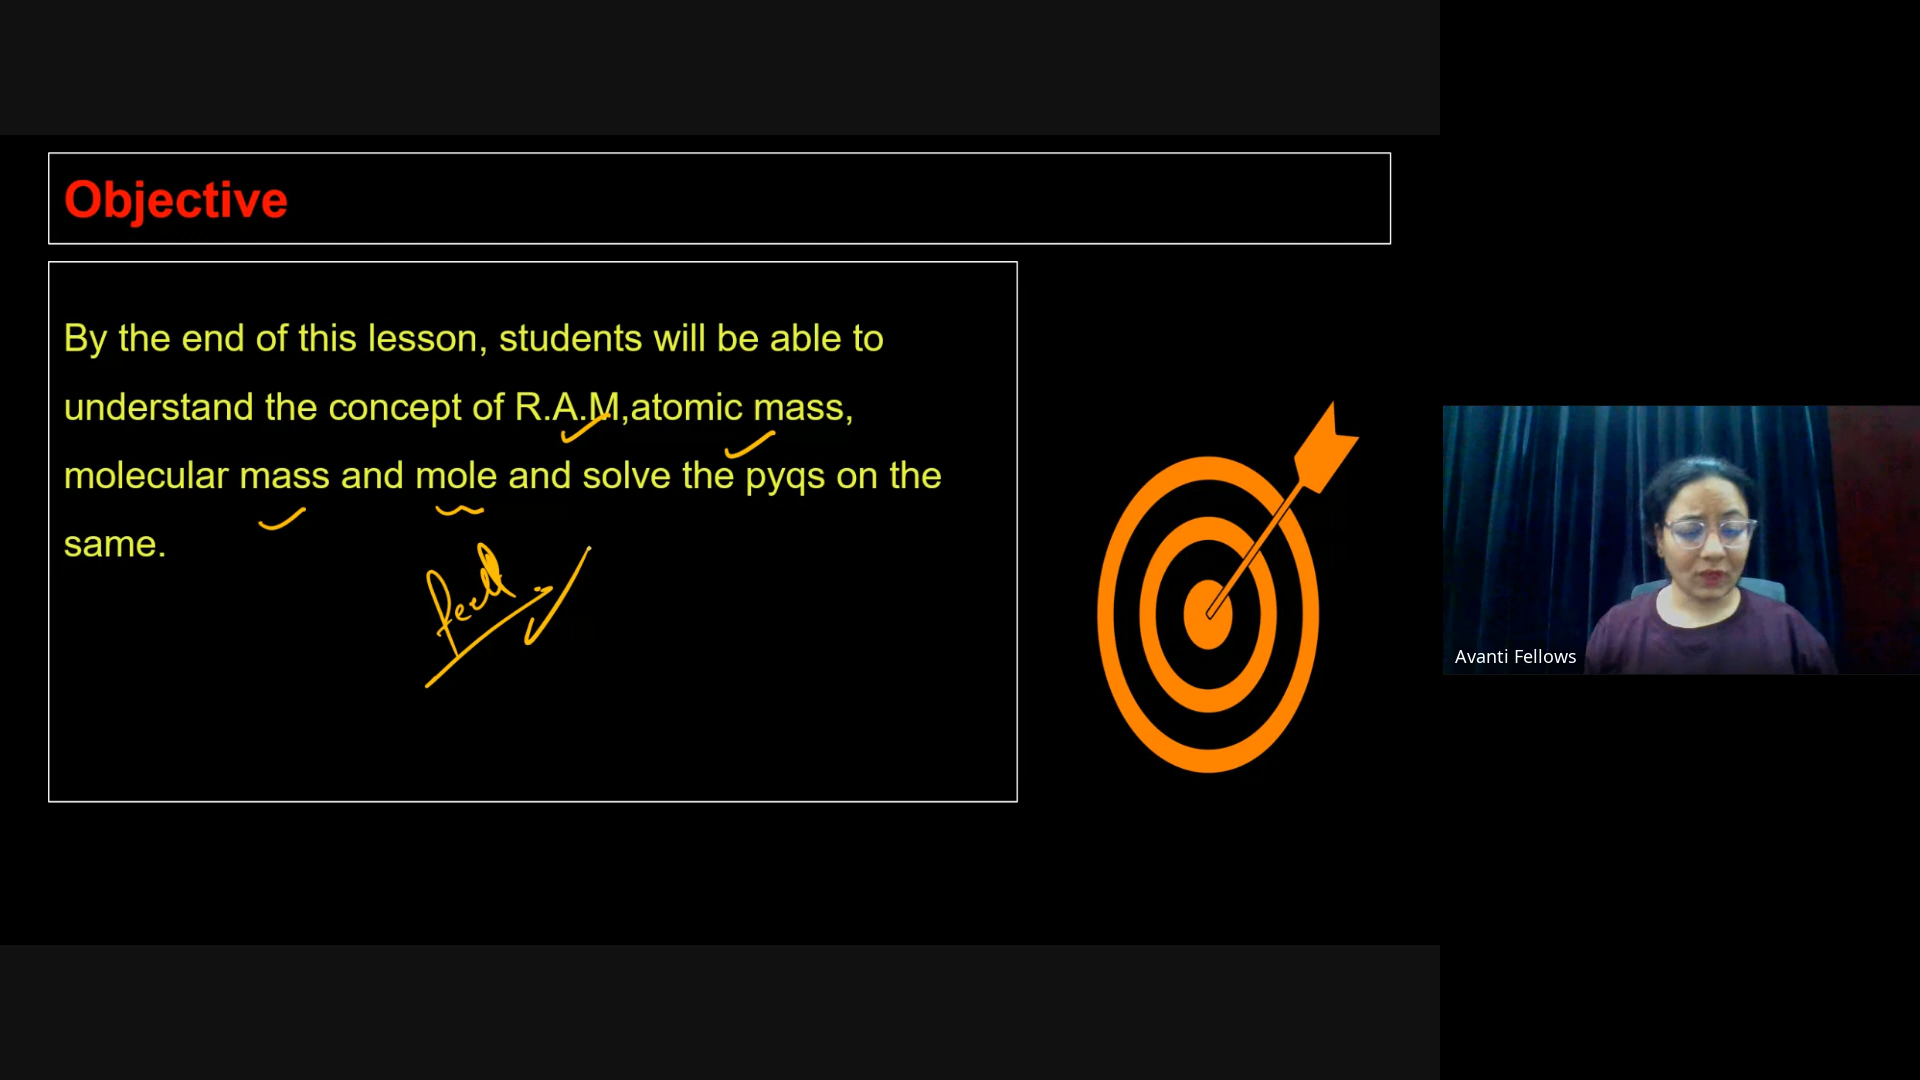 Objective
By the end of this lesson, students will be able to
understand the concept of R.A.M,atomic mass,
molecular mass and mole and solve the pyqs on the
same.
Avanti Fellows